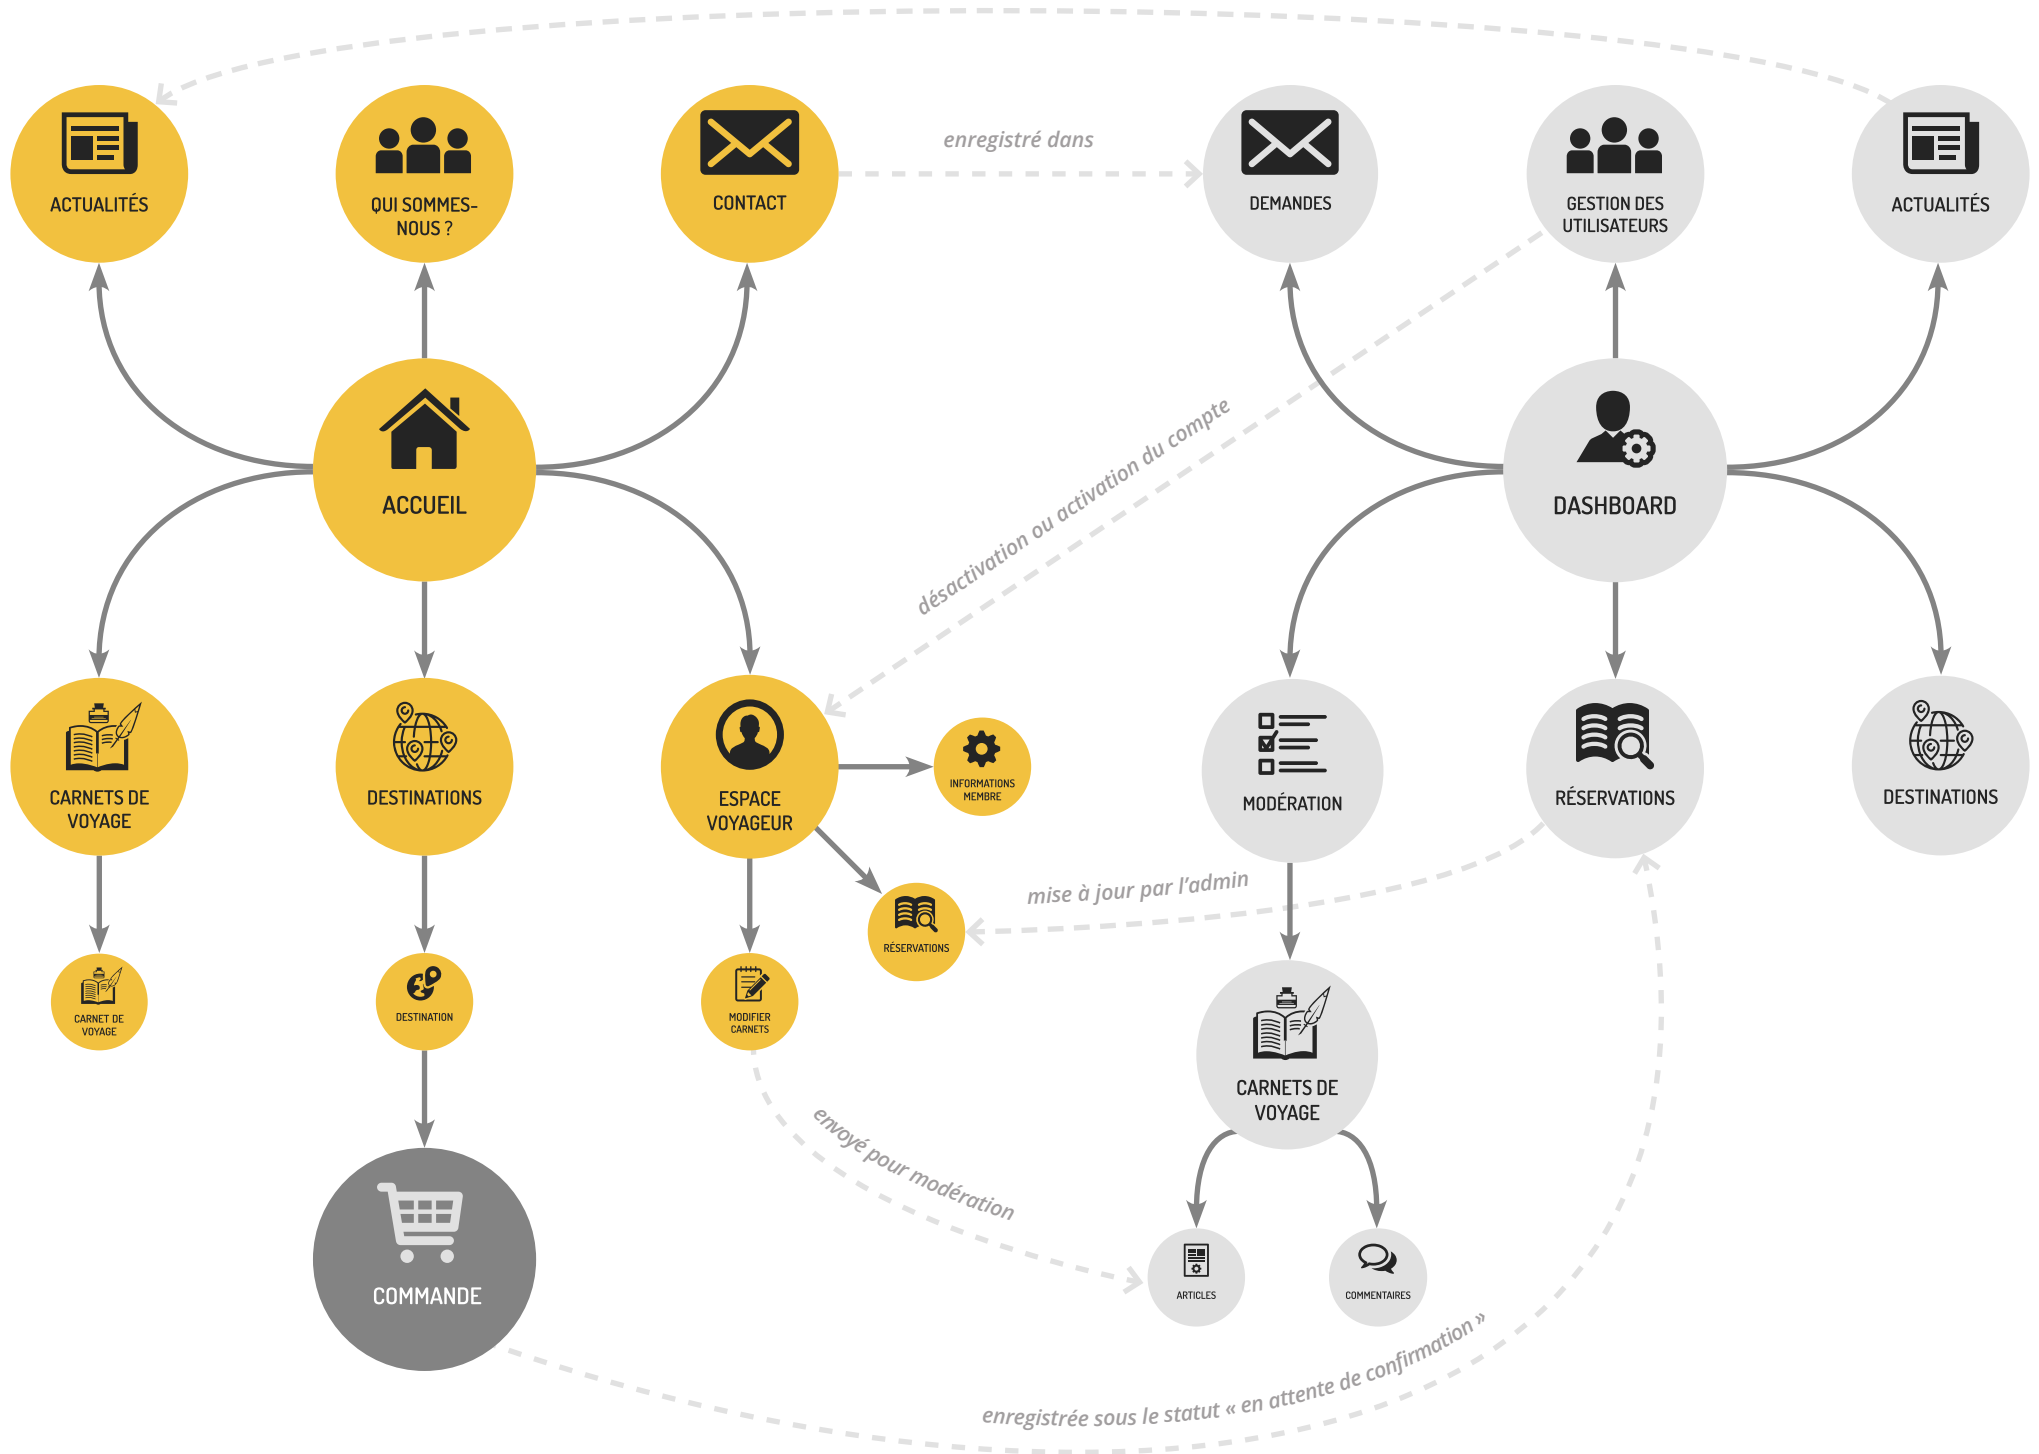 enregistré dans
ACTUALITÉS
QUI SOMMES-
NOUS ?
CONTACT
DEMANDES
GESTION DES
UTILISATEURS
ACTUALITÉS
désactivation ou activation du compte
ACCUEIL
DASHBOARD
CARNETS DE
VOYAGE
DESTINATIONS
ESPACE
VOYAGEUR
INFORMATIONS
MEMBRE
MODÉRATION
RÉSERVATIONS
DESTINATIONS
mise à jour par l’admin
RÉSERVATIONS
CARNET DE
VOYAGE
DESTINATION
MODIFIER
CARNETS
CARNETS DE
VOYAGE
envoyé pour modération
COMMANDE
ARTICLES
COMMENTAIRES
enregistrée sous le statut « en attente de confirmation »